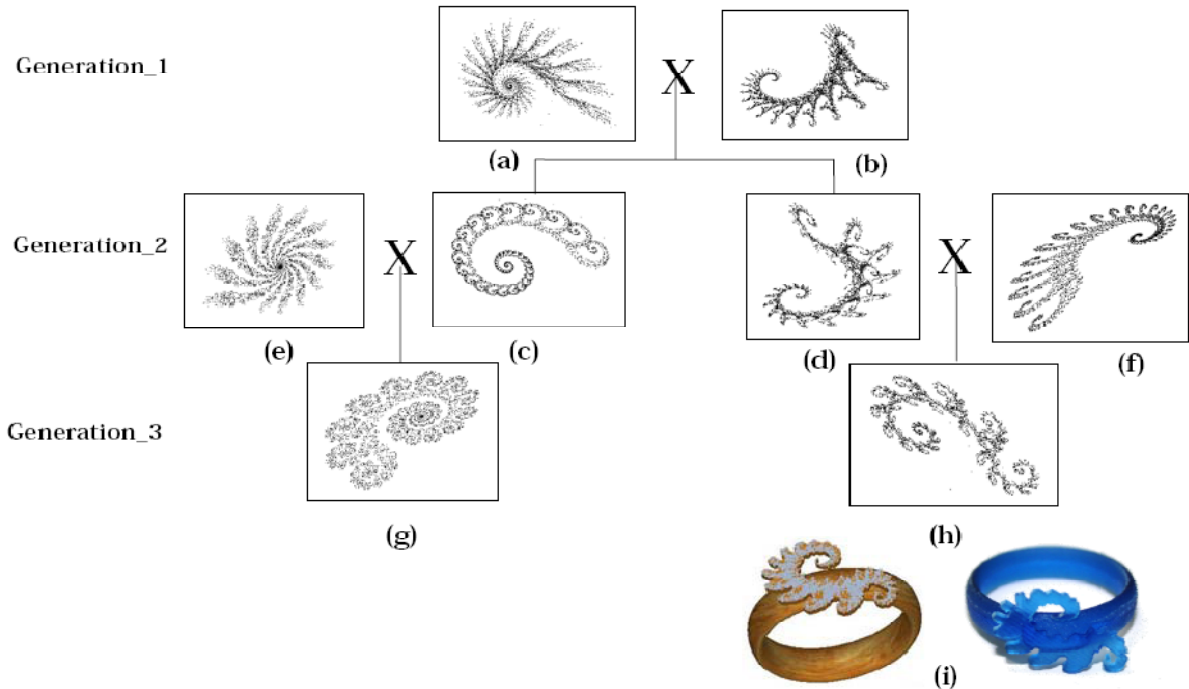 Generation_1
X
(a)
(b)
Generation_2
X
X
(e)
(c)
(d)
(f)
Generation_3
(g)
(h)
(i)